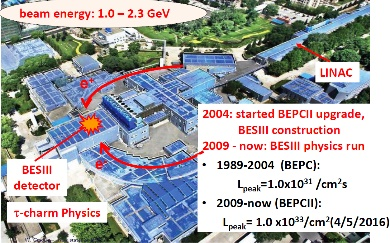 beam energy: 1.0 – 2.3 GeV
LINAC
e⁺
2004: started BEPCII upgrade,
BESIII construction
2009 - now: BESIII physics run
• 1989-2004 (BEPC):
Lpeak=1.0x10³¹ /cm²s
• 2009-now (BEPCII):
Lpeak= 1.0 x10³³/cm²(4/5/2016)
e⁻
BESIII
detector
τ-charm Physics